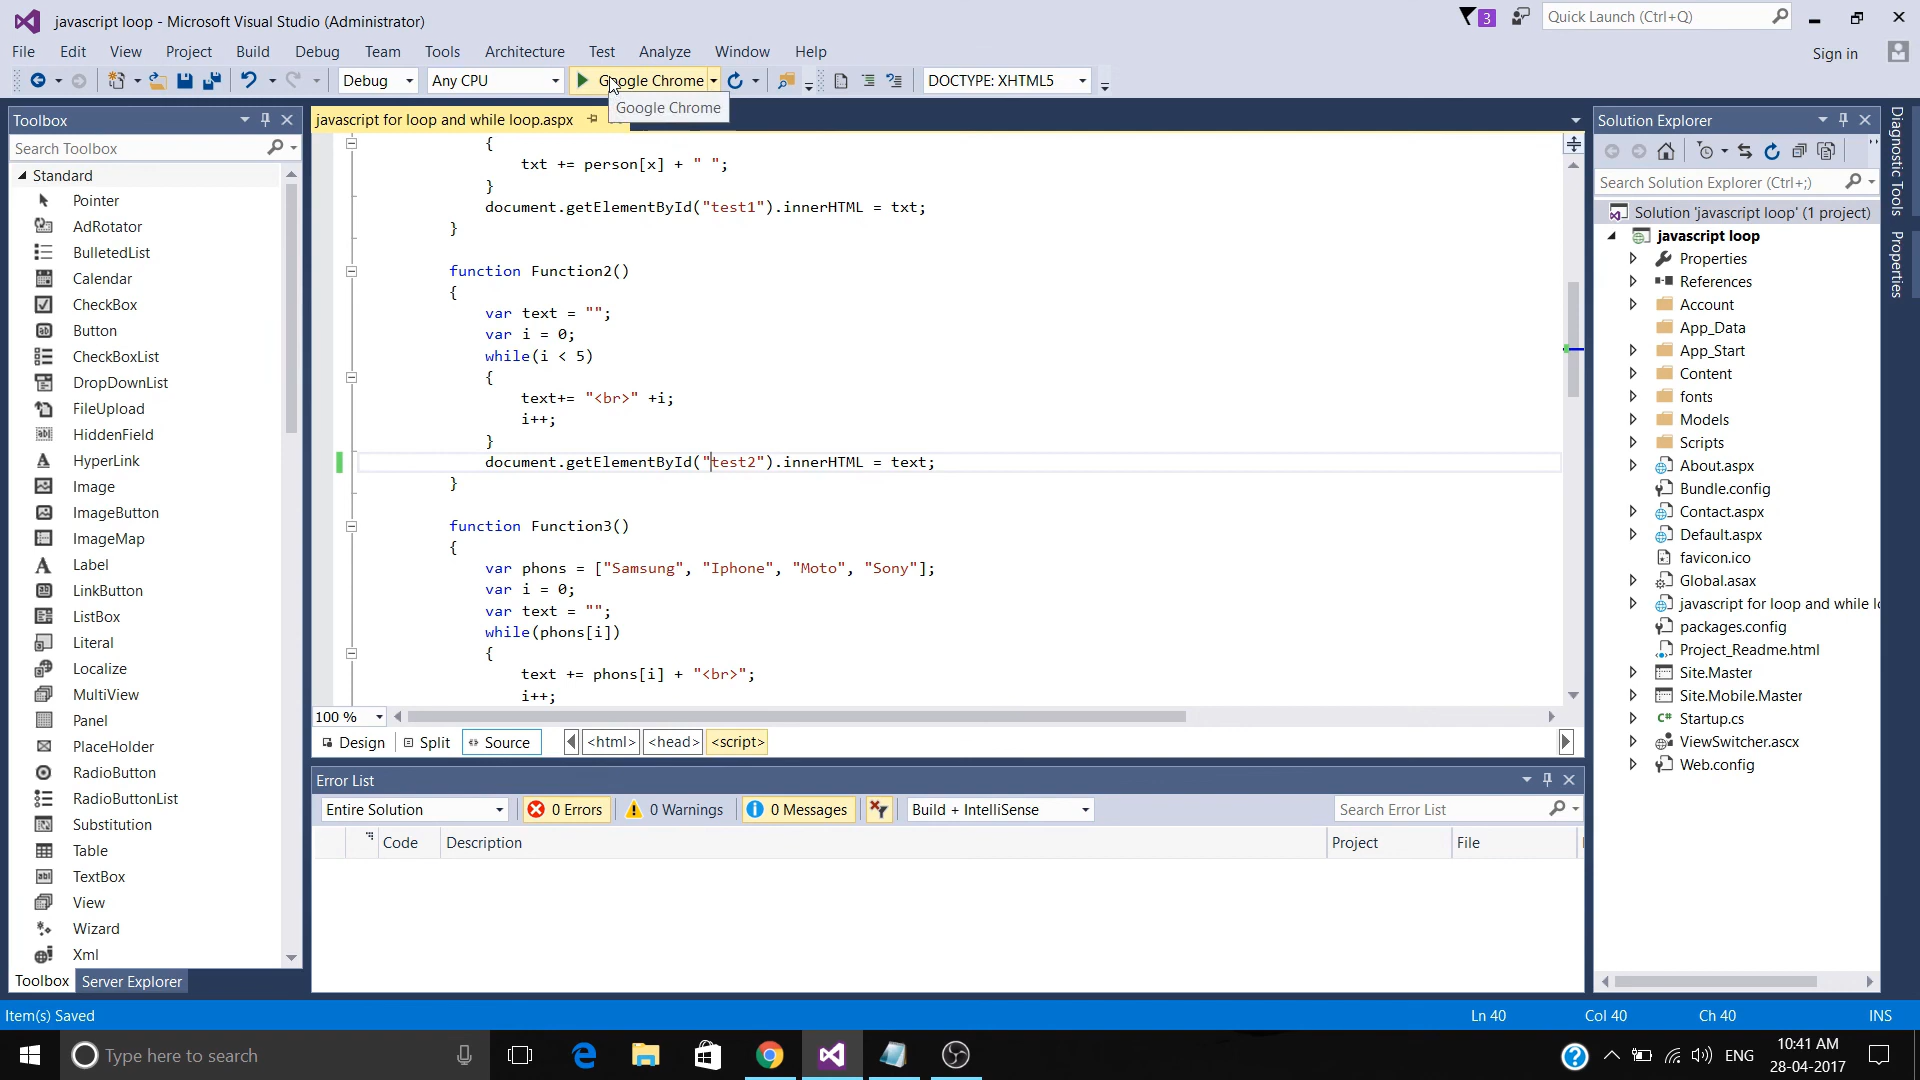 javascript loop - Microsoft Visual Studio (Administrator)
3
Quick Launch (Ctrl+Q)
File Edit View Project Build Debug Team Tools Architecture Test Analyze Window Help
Sign in
Debug
Any CPU
Google Chrome
DOCTYPE: XHTML5
Google Chrome
Toolbox
Search Toolbox
Standard
Pointer
AdRotator
BulletedList
Calendar
CheckBox
Button
CheckBoxList
DropDownList
FileUpload
HiddenField
HyperLink
Image
ImageButton
ImageMap
Label
LinkButton
ListBox
Literal
Localize
MultiView
Panel
PlaceHolder
RadioButton
RadioButtonList
Substitution
Table
TextBox
View
Wizard
Xml
Toolbox Server Explorer
javascript for loop and while loop.aspx
{
txt += person[x] + " ";
}
document.getElementById("test1").innerHTML = txt;
}
function Function2()
{
var text = "";
var i = 0;
while(i < 5)
{
text+= "<br>" +i;
i++;
}
document.getElementById("test2").innerHTML = text;
}
function Function3()
{
var phons = ["Samsung", "Iphone", "Moto", "Sony"];
var i = 0;
var text = "";
while(phons[i])
{
text += phons[i] + "<br>";
i++;
100 %
Design Split Source <html> <head> <script>
Error List
Entire Solution 0 Errors 0 Warnings 0 Messages Build + IntelliSense Search Error List
Code Description Project File
Solution Explorer
Search Solution Explorer (Ctrl+;)
Solution 'javascript loop' (1 project)
javascript loop
Properties
References
Account
App_Data
App_Start
Content
fonts
Models
Scripts
About.aspx
Bundle.config
Contact.aspx
Default.aspx
favicon.ico
Global.asax
javascript for loop and while lo
packages.config
Project_Readme.html
Site.Master
Site.Mobile.Master
Startup.cs
ViewSwitcher.ascx
Web.config
Diagnostic Tools
Properties
Item(s) Saved Ln 40 Col 40 Ch 40 INS
Type here to search
ENG
10:41 AM
28-04-2017